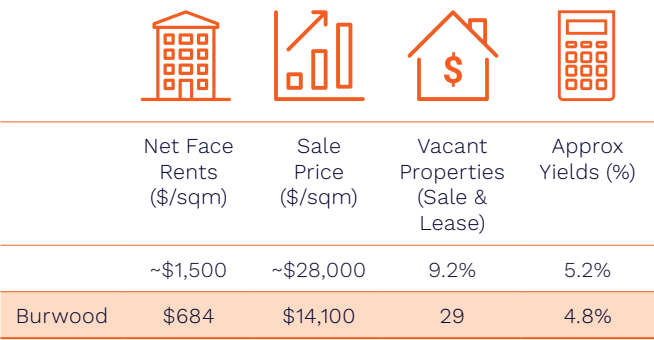 $
Net Face Sale Vacant Approx
Rents Price Properties Yields (%)
($/sqm) ($/sqm) (Sale &
Lease)
~$1,500 ~$28,000 9.2% 5.2%
Burwood $684 $14,100 29 4.8%